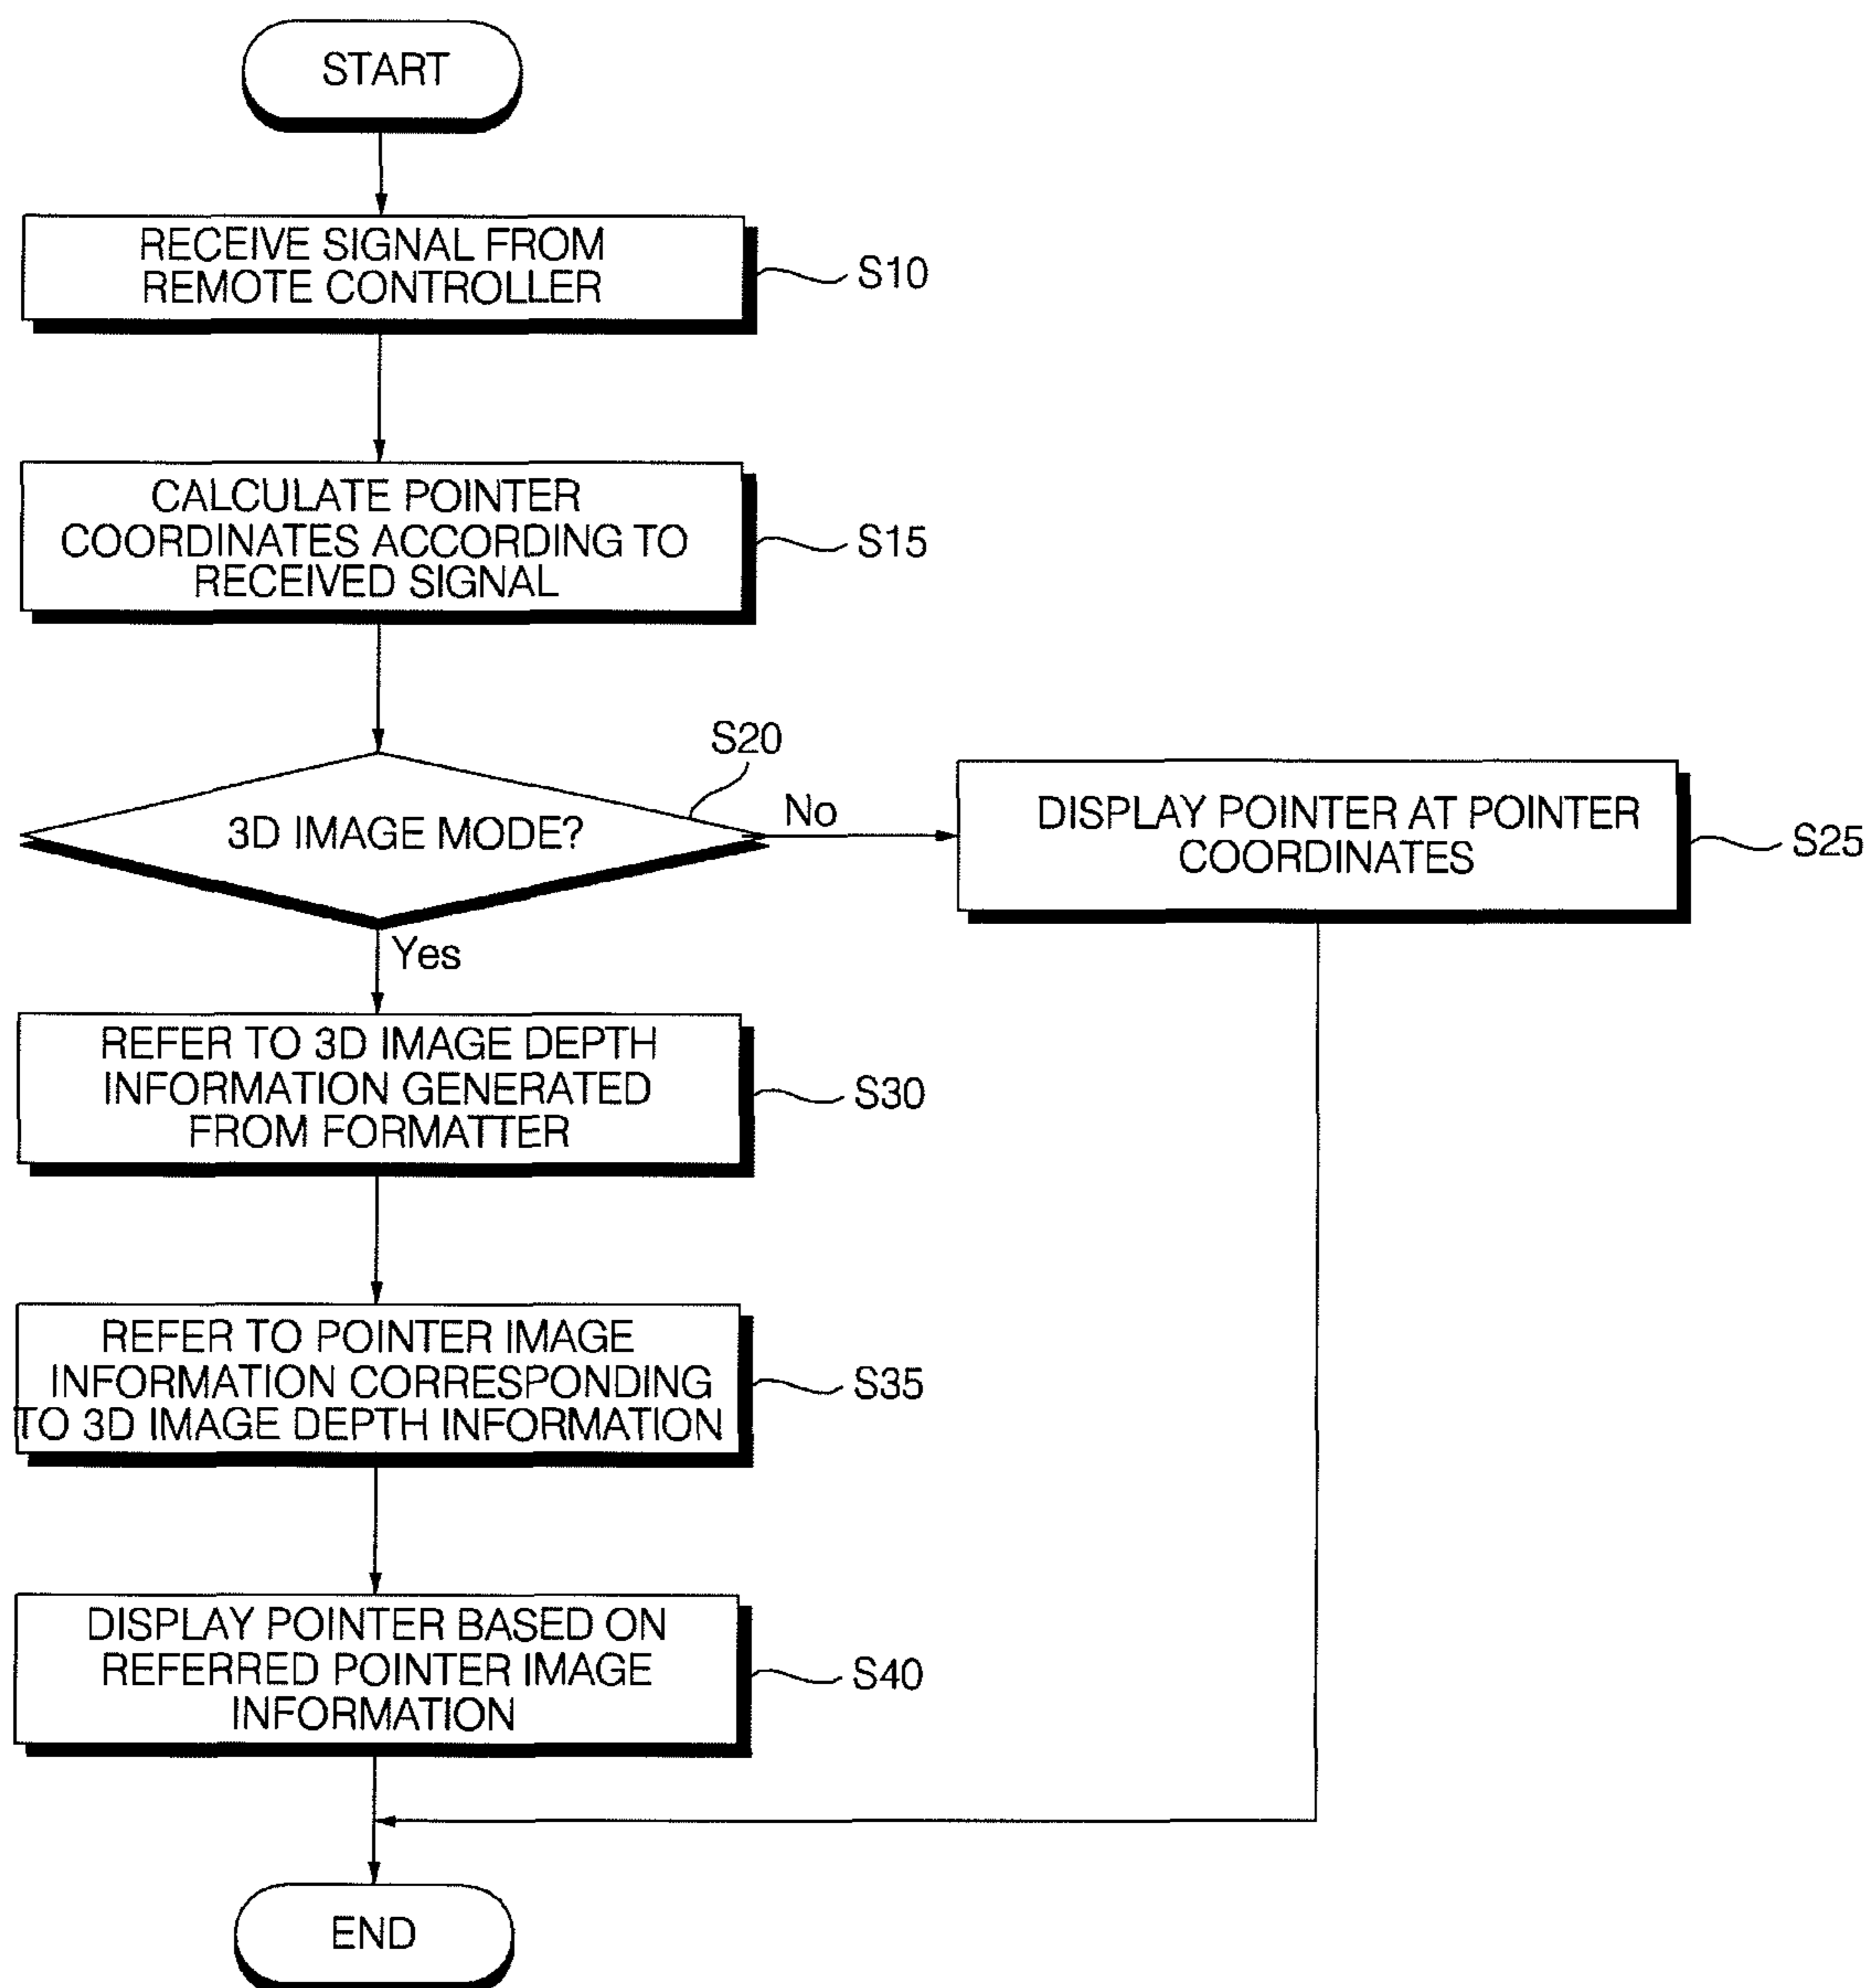 START
RECEIVE SIGNAL FROM
REMOTE CONTROLLER
S10
CALCULATE POINTER
COORDINATES ACCORDING TO
RECEIVED SIGNAL
S15
S20
3D IMAGE MODE?
No
DISPLAY POINTER AT POINTER
COORDINATES
S25
Yes
REFER TO 3D IMAGE DEPTH
INFORMATION GENERATED
FROM FORMATTER
S30
REFER TO POINTER IMAGE
INFORMATION CORRESPONDING
TO 3D IMAGE DEPTH INFORMATION
S35
DISPLAY POINTER BASED ON
REFERRED POINTER IMAGE
INFORMATION
S40
END